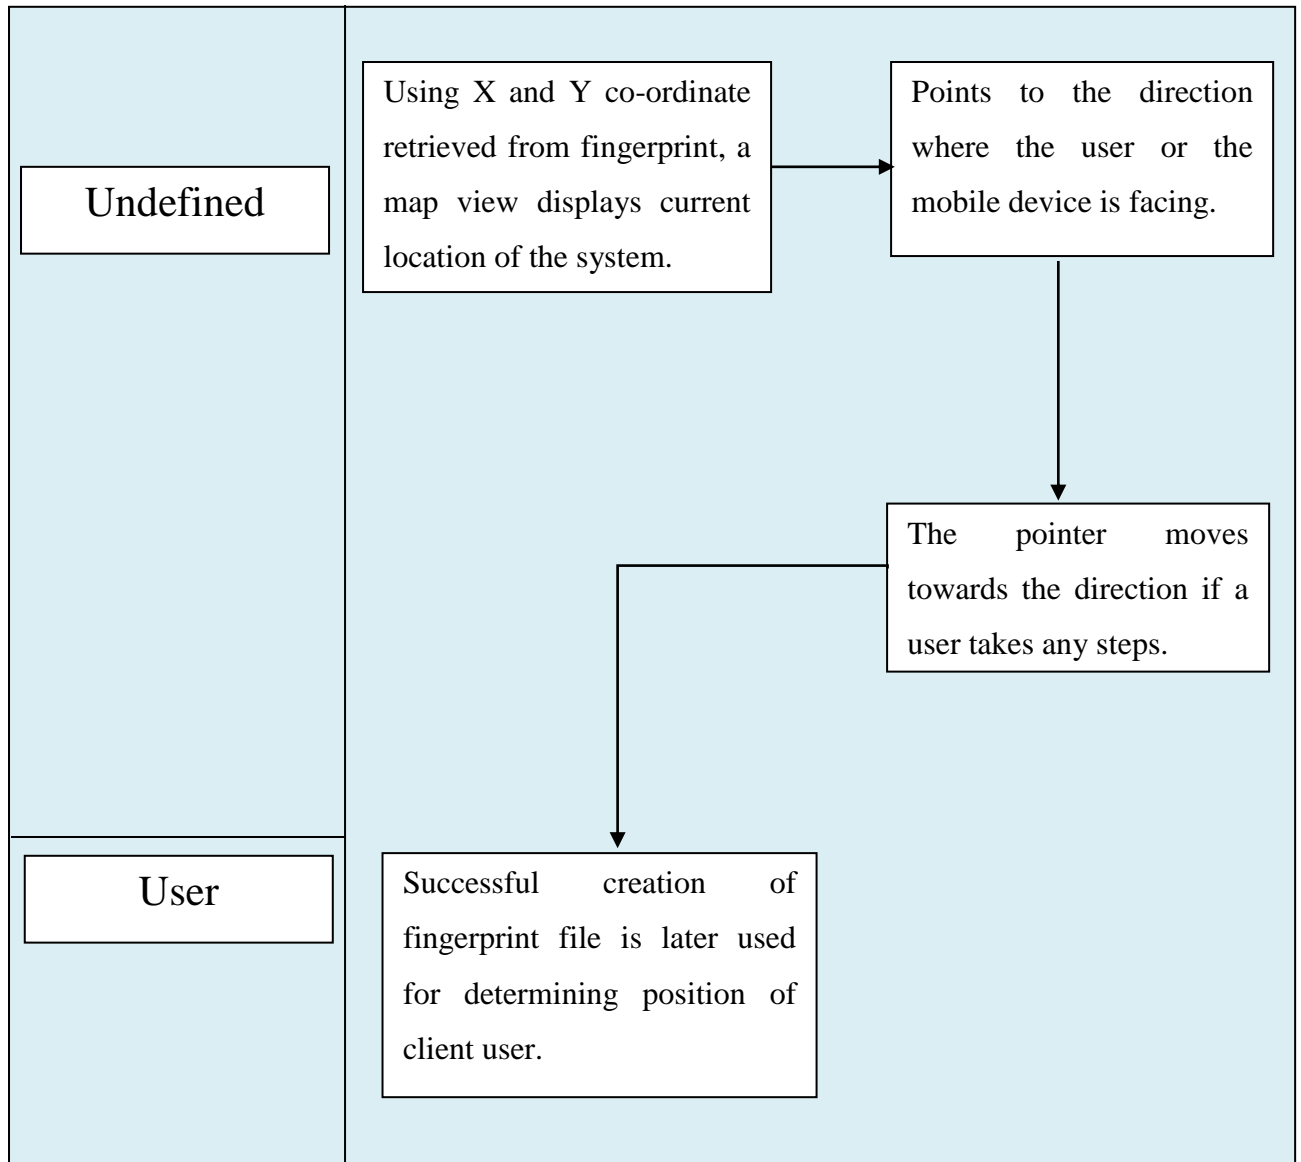 Undefined
Using X and Y co-ordinate
retrieved from fingerprint, a
map view displays current
location of the system.
Points to the direction
where the user or the
mobile device is facing.
The pointer moves
towards the direction if a
user takes any steps.
User
Successful creation of
fingerprint file is later used
for determining position of
client user.